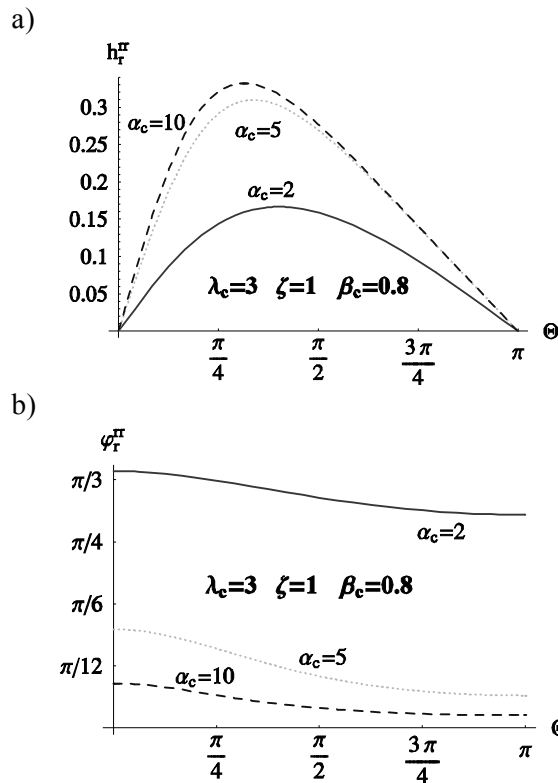 a)
h_r^rr
0.3
0.25
0.2
0.15
0.1
0.05
α_c=10
α_c=5
α_c=2
λ_c=3 ζ=1 β_c=0.8
π/4
π/2
3π/4
π
Θ
b)
φ_r^rr
π/3
π/4
π/6
π/12
α_c=2
λ_c=3 ζ=1 β_c=0.8
α_c=10
α_c=5
π/4
π/2
3π/4
π
Θ